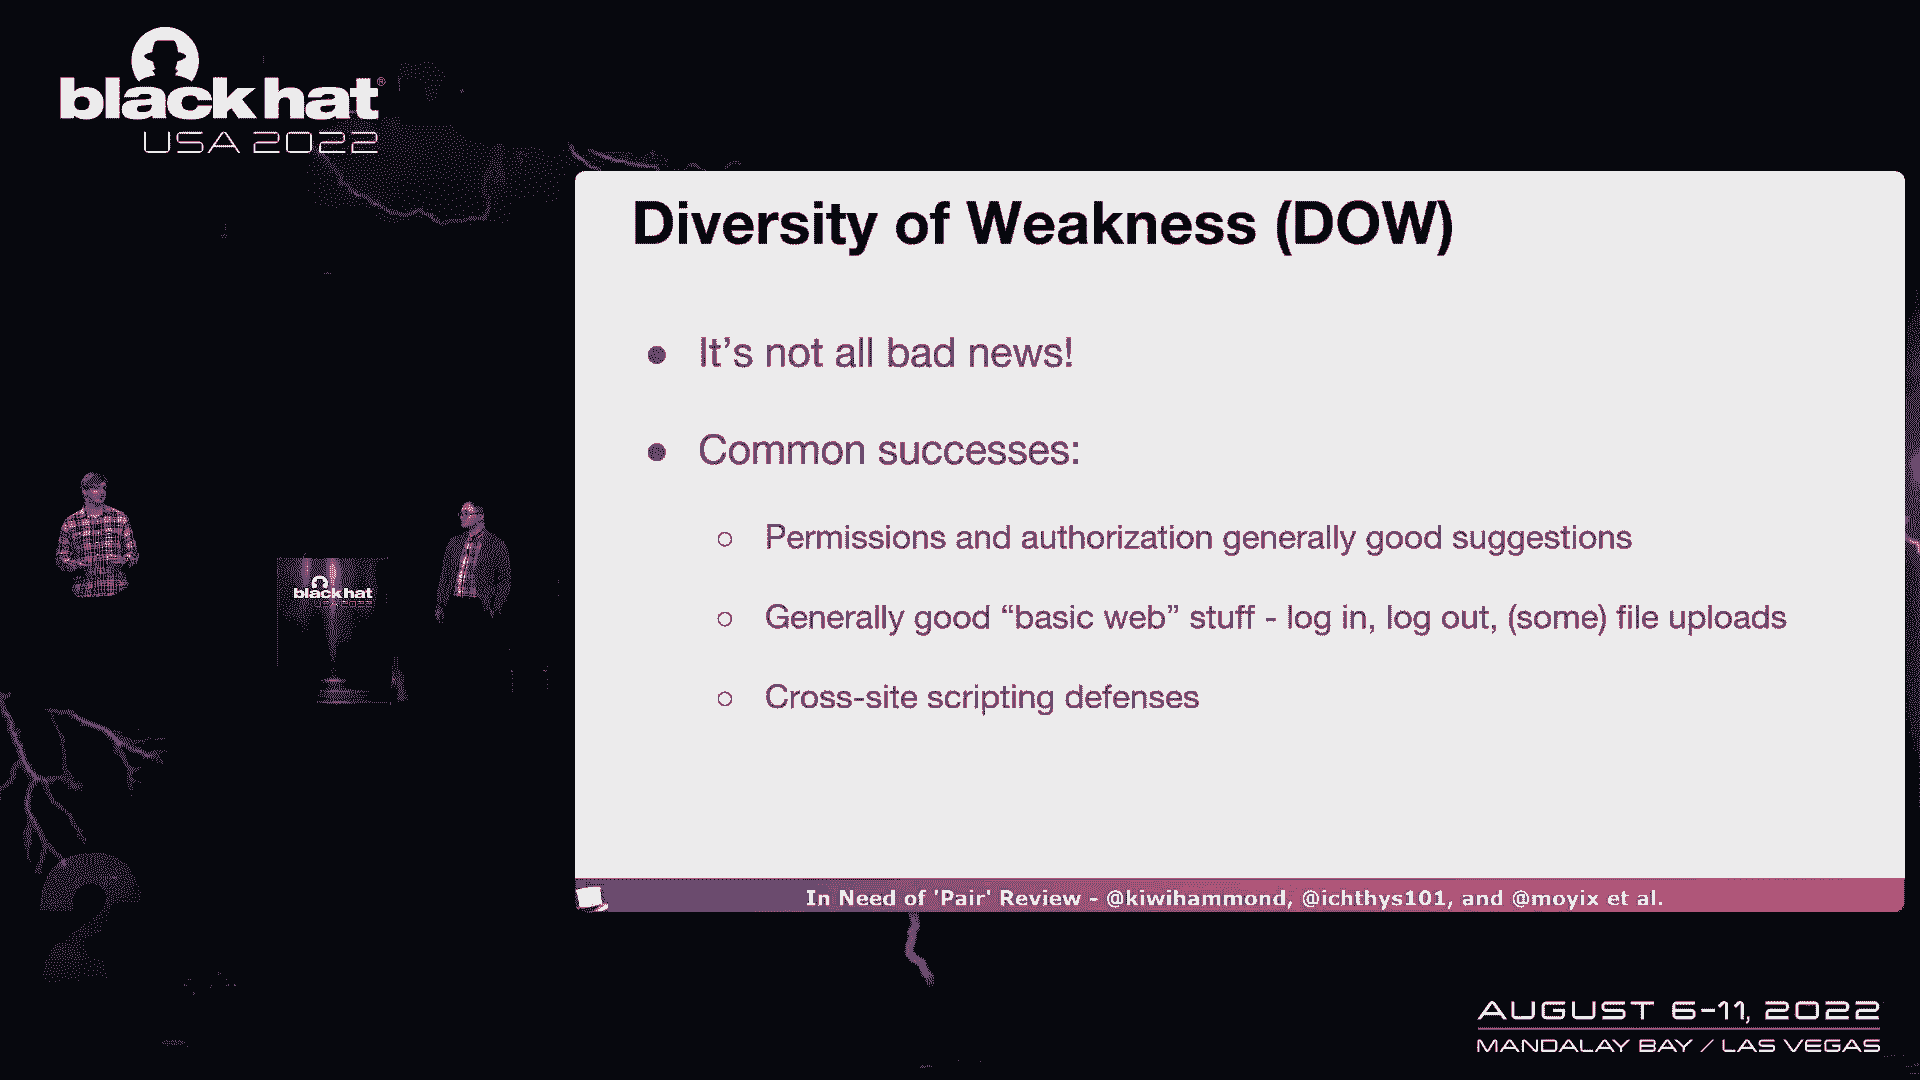 black hat®
USA 2022
Diversity of Weakness (DOW)
● It’s not all bad news!
● Common successes:
○ Permissions and authorization generally good suggestions
○ Generally good “basic web” stuff - log in, log out, (some) file uploads
○ Cross-site scripting defenses
black hat
In Need of 'Pair' Review - @kiwihammond, @ichthys101, and @moyix et al.
2
AUGUST 6-11, 2022
MANDALAY BAY / LAS VEGAS